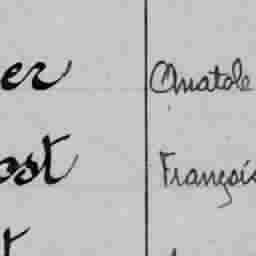 er Anatole
ost François
t